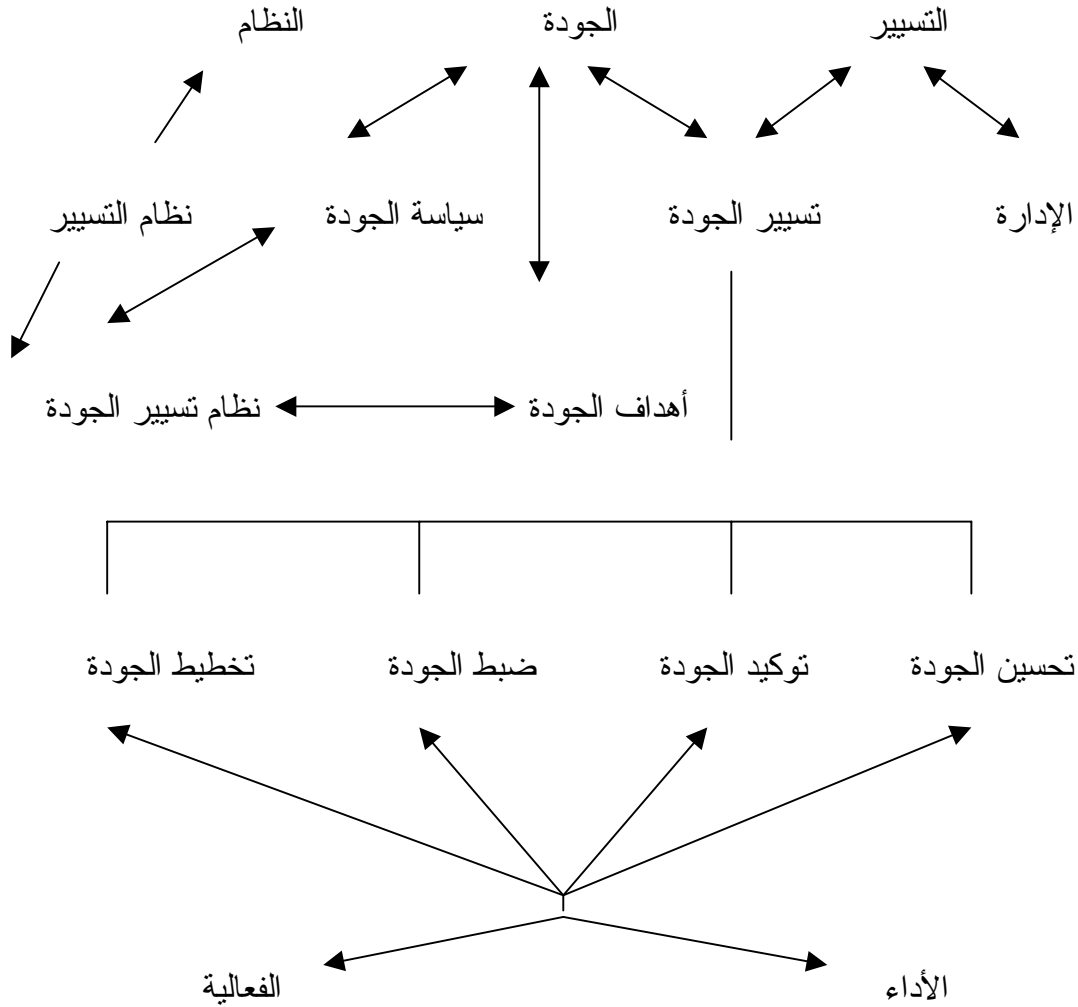 التسيير الجودة النظام
الإدارة تسيير الجودة سياسة الجودة نظام التسيير
أهداف الجودة نظام تسيير الجودة
تحسين الجودة توكيد الجودة ضبط الجودة تخطيط الجودة
الأداء الفعالية